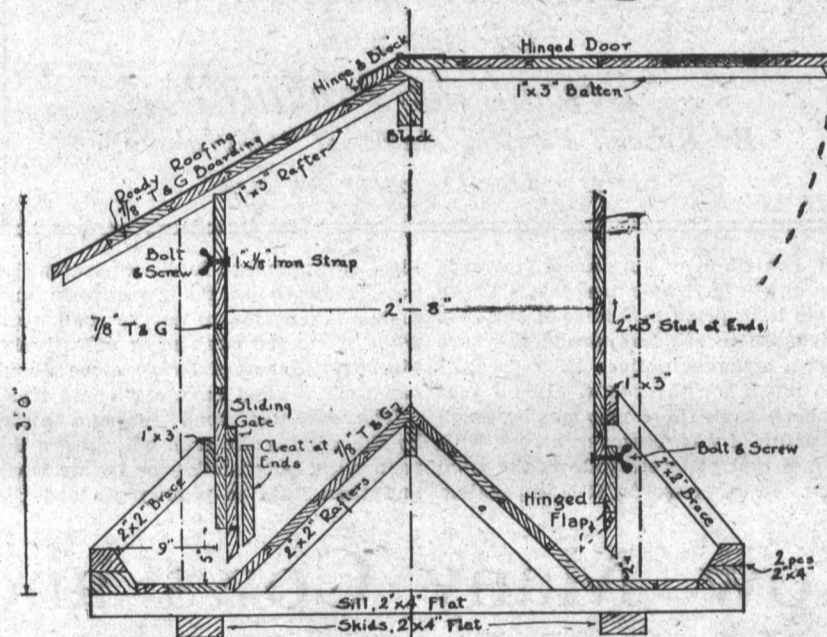 Hinged Door
Hinge & Block
1"x3" Batten
Block
Ready Roofing
7/8" T & G Boarding
1"x3" Rafter
Bolt
& Screw
1"x1/8" Iron Strap
2' - 8"
7/8" T & G
2"x3" Stud at Ends
3'0"
1"x3"
Sliding
Gate
1"x3"
7/8" T & G
Cleat at
Ends
Bolt & Screw
2"x2" Brace
2"x2" Rafters
Hinged
Flap
2"x2" Brace
9"
5"
2"
2 pcs
2"x4"
Sill, 2"x4" Flat
Skids, 2"x4" Flat